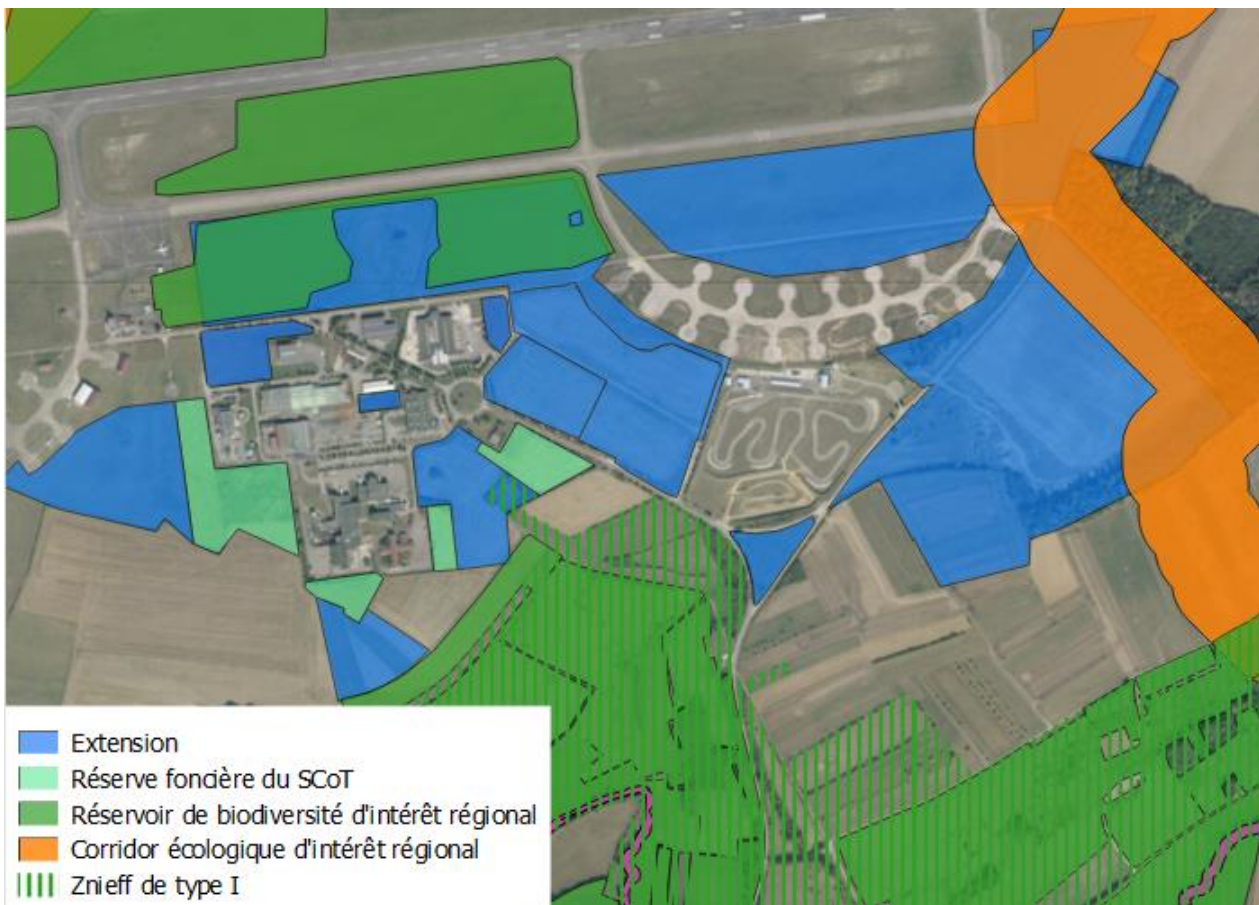 Extension
Réserve foncière du SCoT
Réservoir de biodiversité d'intérêt régional
Corridor écologique d'intérêt régional
Znieff de type I